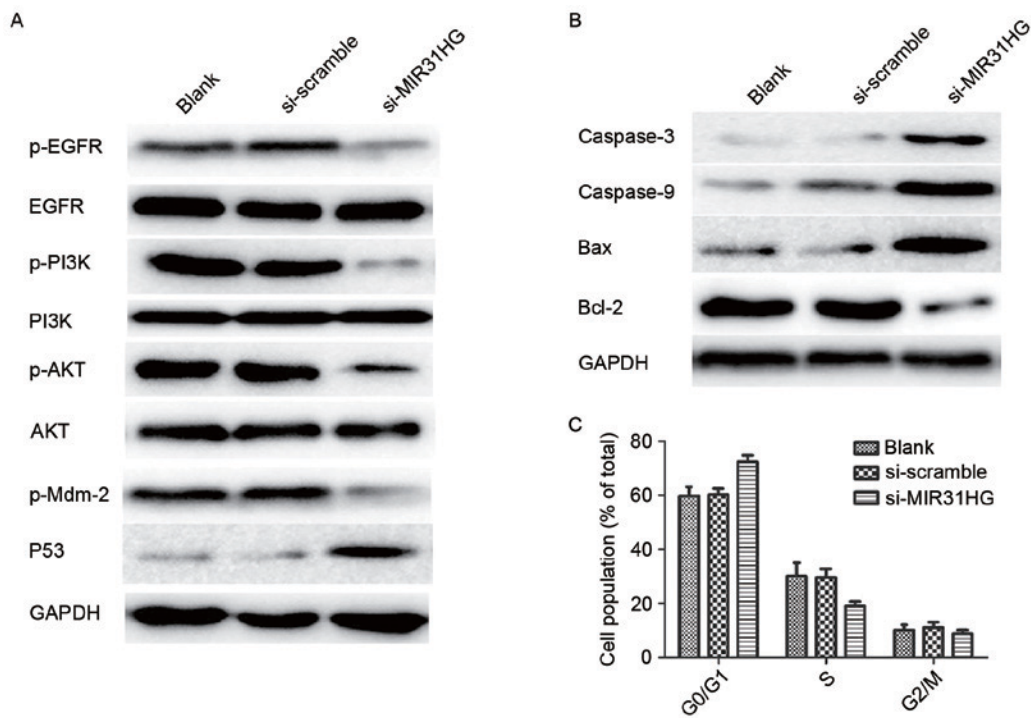 A
Blank
si-scramble
si-MIR31HG
p-EGFR
EGFR
p-PI3K
PI3K
p-AKT
AKT
p-Mdm-2
P53
GAPDH
B
Blank
si-scramble
si-MIR31HG
Caspase-3
Caspase-9
Bax
Bcl-2
GAPDH
C
Cell population (% of total)
80
60
40
20
0
Blank
si-scramble
si-MIR31HG
G0/G1
S
G2/M